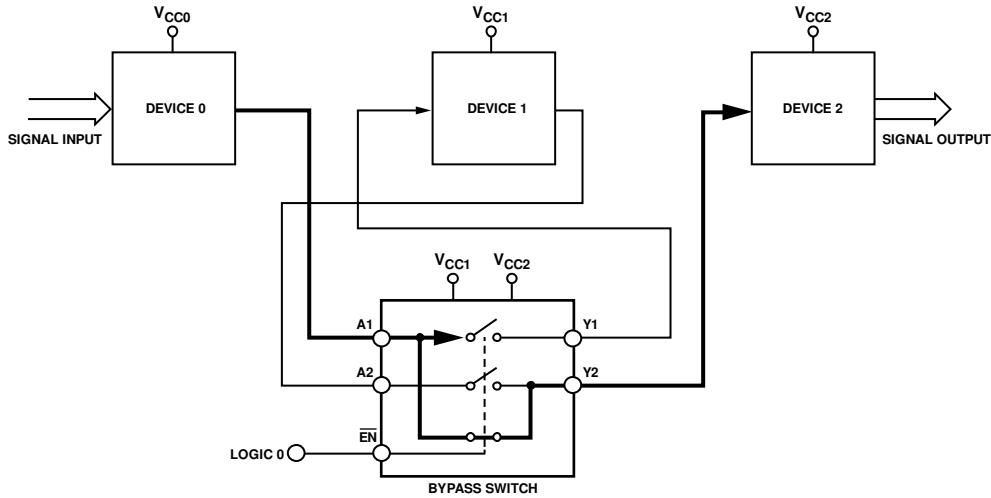 VCC0
VCC1
VCC2
DEVICE 0
DEVICE 1
DEVICE 2
SIGNAL INPUT
SIGNAL OUTPUT
VCC1
VCC2
A1
Y1
A2
Y2
E̅N̅
LOGIC 0
BYPASS SWITCH